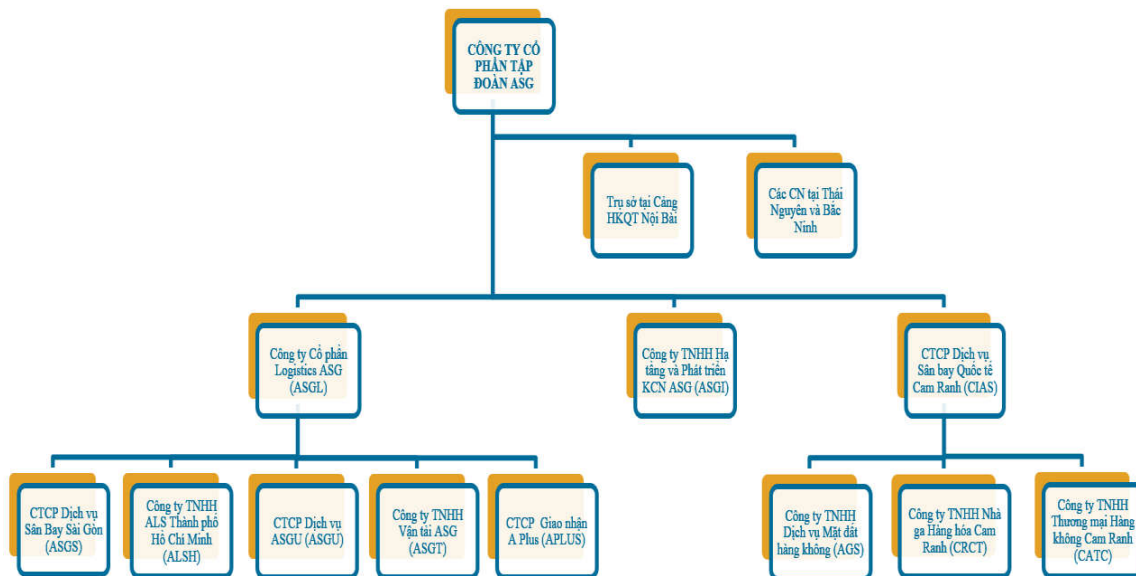 CÔNG TY CỔ
PHẦN TẬP
ĐOÀN ASG
Trụ sở tại Cảng
HKQT Nội Bài
Các CN tại Thái
Nguyên và Bắc
Ninh
Công ty Cổ phần
Logistics ASG
(ASGL)
Công ty TNHH Hạ
tầng và Phát triển
KCN ASG (ASGI)
CTCP Dịch vụ
Sân bay Quốc tế
Cam Ranh (CIAS)
CTCP Dịch vụ
Sân Bay Sài Gòn
(ASGS)
Công ty TNHH
ALS Thành phố
Hồ Chí Minh
(ALSH)
CTCP Dịch vụ
ASGU (ASGU)
Công ty TNHH
Vận tải ASG
(ASGT)
CTCP Giao nhận
A Plus (APLUS)
Công ty TNHH
Dịch vụ Mặt đất
hàng không (AGS)
Công ty TNHH Nhà
ga Hàng hóa Cam
Ranh (CRCT)
Công ty TNHH
Thương mại Hàng
không Cam Ranh
(CATC)